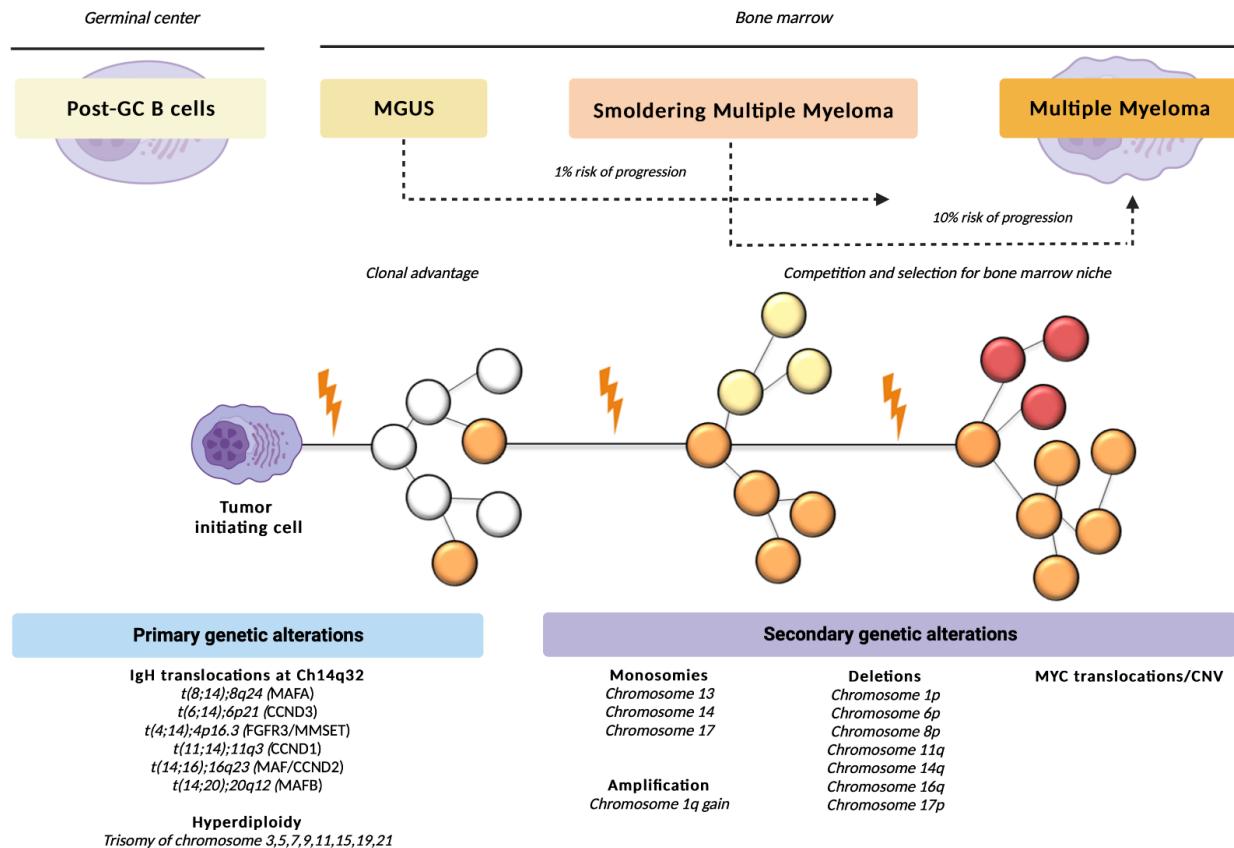 Germinal center
Bone marrow
Post-GC B cells
MGUS
Smoldering Multiple Myeloma
Multiple Myeloma
1% risk of progression
10% risk of progression
Clonal advantage
Competition and selection for bone marrow niche
Tumor
initiating cell
Primary genetic alterations
IgH translocations at Ch14q32
t(8;14);8q24 (MAFA)
t(6;14);6p21 (CCND3)
t(4;14);4p16.3 (FGFR3/MMSET)
t(11;14);11q3 (CCND1)
t(14;16);16q23 (MAF/CCND2)
t(14;20);20q12 (MAFB)
Hyperdiploidy
Trisomy of chromosome 3,5,7,9,11,15,19,21
Secondary genetic alterations
Monosomies
Chromosome 13
Chromosome 14
Chromosome 17
Amplification
Chromosome 1q gain
Deletions
Chromosome 1p
Chromosome 6p
Chromosome 8p
Chromosome 11q
Chromosome 14q
Chromosome 16q
Chromosome 17p
MYC translocations/CNV